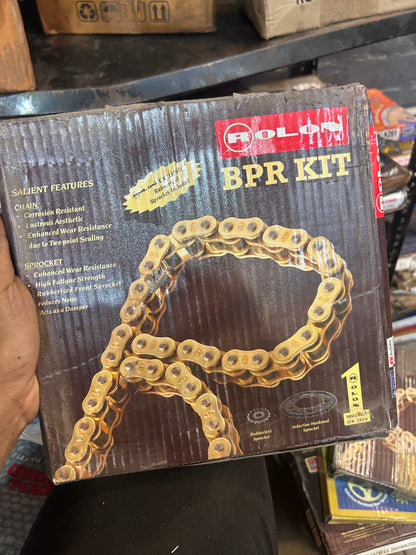 ROLON
BPR KIT
SALIENT FEATURES
CHAIN
• Corrosion Resistant
• Lustrous Aesthetic
• Enhanced Wear Resistance
due to Two point Sealing
SPROCKET
• Enhanced Wear Resistance
• High Fatigue Strength
• Rubberized Front Sprocket
reduces Noise
• Acts as a Damper
1
ROLON
Rubberized
Sprocket
Induction Hardened
Sprocket